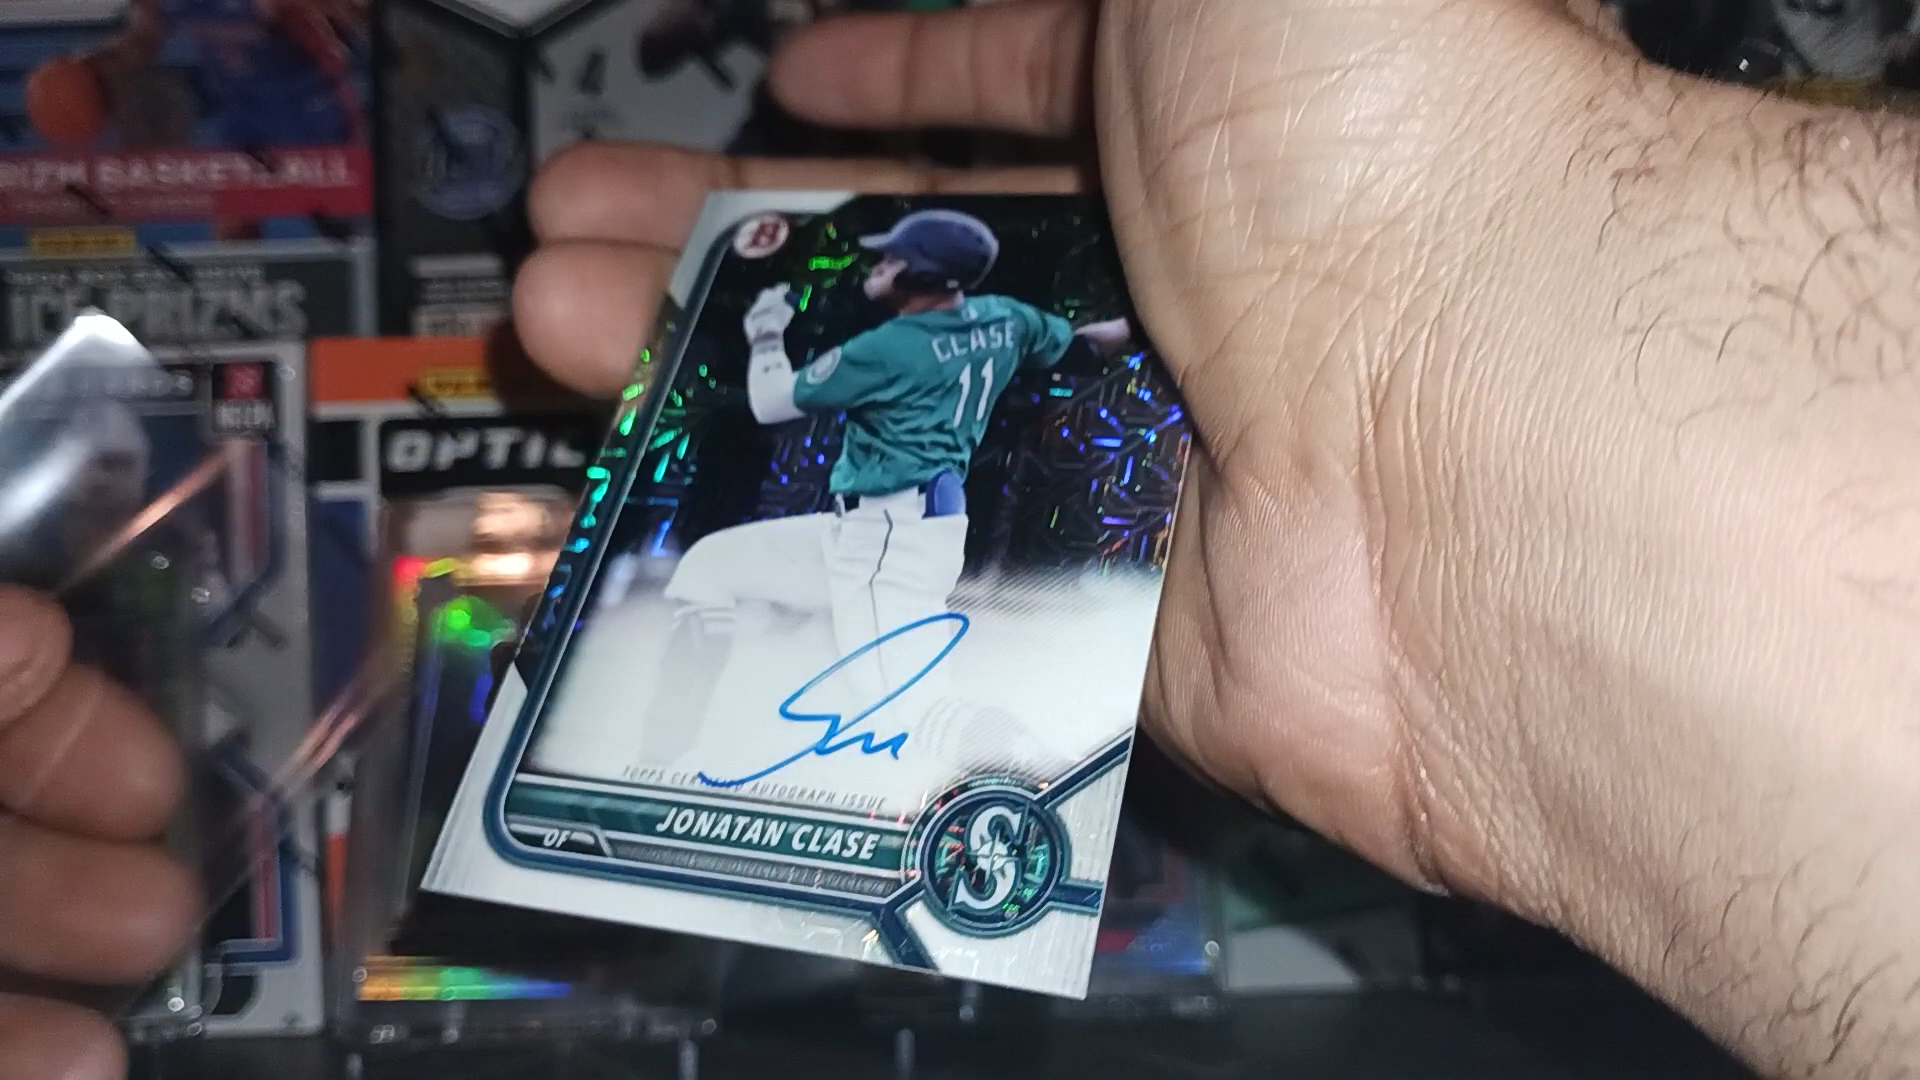 BASKETBALL
ICE PRIZMS
OPTIC
B
CLASE
11
TOPPS CERTIFIED AUTOGRAPH ISSUE
JONATAN CLASE
OF
S